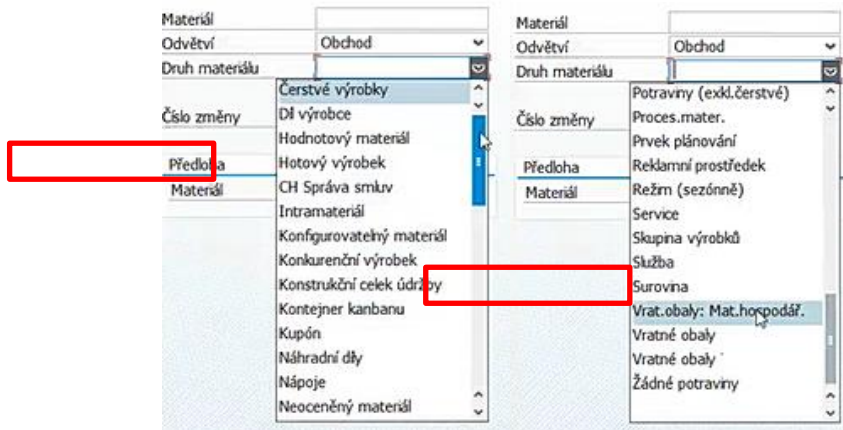 Materiál
Odvětví Obchod
Druh materiálu
Čerstvé výrobky
Díl výrobce
Číslo změny
Hodnotový materiál
Předloha
Hotový výrobek
Materiál
CH Správa smluv
Intramateriál
Konfigurovatelný materiál
Konkurenční výrobek
Konstrukční celek údržby
Kontejner kanbanu
Kupón
Náhradní díly
Nápoje
Neoceněný materiál
Materiál
Odvětví Obchod
Druh materiálu
Potraviny (exkl.čerstvé)
Proces.mater.
Číslo změny
Prvek plánování
Předloha
Reklamní prostředek
Materiál
Režim (sezónně)
Service
Skupina výrobků
Služba
Surovina
Vrat.obaly: Mat.hospodář.
Vratné obaly
Vratné obaly
Žádné potraviny